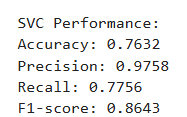 SVC Performance:
Accuracy: 0.7632
Precision: 0.9758
Recall: 0.7756
F1-score: 0.8643